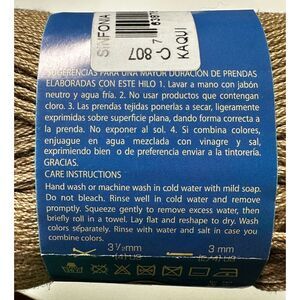 SINFONIA
C. 807
KAQUI
SUGERENCIAS PARA UNA MAYOR DURACIÓN DE PRENDAS
ELABORADAS CON ESTE HILO 1. Lavar a mano con jabón
neutro y agua fría. 2. No usar productos que contengan
cloro. 3. Las prendas tejidas ponerlas a secar, ligeramente
exprimidas sobre superficie plana, dando forma correcta a
la prenda. No exponer al sol. 4. Si combina colores,
enjuague en agua mezclada con vinagre y sal,
exprimiendo bien o de preferencia enviar a la tintorería.
GRACIAS.
CARE INSTRUCTIONS
Hand wash or machine wash in cold water with mild soap.
Do not bleach. Rinse well in cold water and remove
promptly. Squeeze gently to remove excess water, then
briefly roll in a towel. Lay flat and reshape to dry. Wash
colors separately. Rinse with water and salt in case you
combine colors.
3 ½mm 3 mm